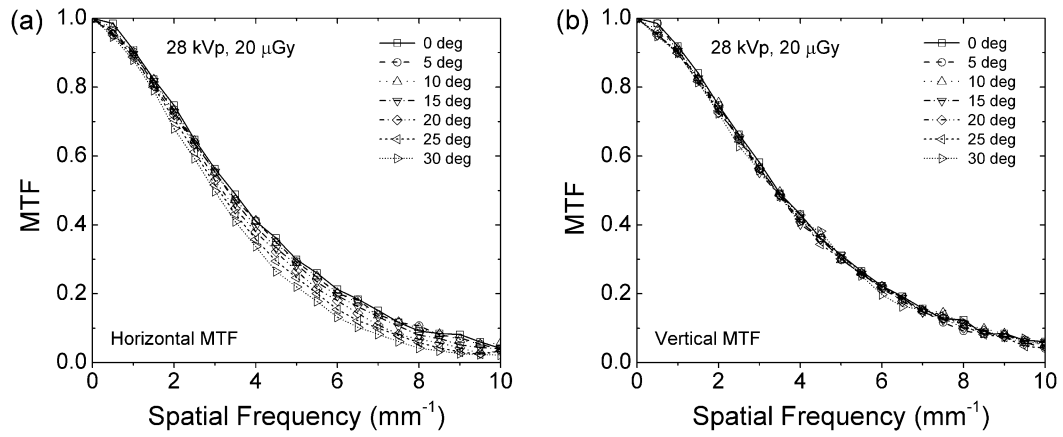 (a)
28 kVp, 20 μGy
0 deg
5 deg
10 deg
15 deg
20 deg
25 deg
30 deg
MTF
1.0
0.8
0.6
0.4
0.2
0.0
Horizontal MTF
0 2 4 6 8 10
Spatial Frequency (mm⁻¹)
(b)
28 kVp, 20 μGy
0 deg
5 deg
10 deg
15 deg
20 deg
25 deg
30 deg
MTF
1.0
0.8
0.6
0.4
0.2
0.0
Vertical MTF
0 2 4 6 8 10
Spatial Frequency (mm⁻¹)